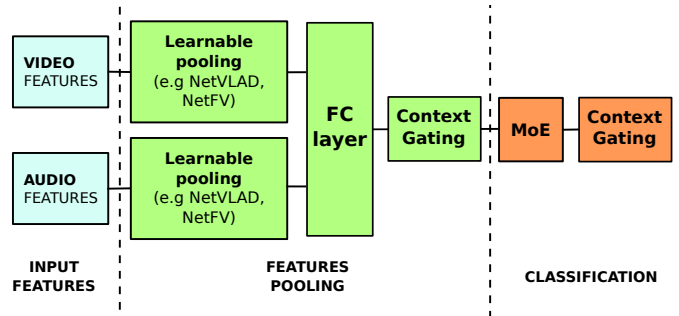 VIDEO
FEATURES
Learnable
pooling
(e.g NetVLAD,
NetFV)
AUDIO
FEATURES
Learnable
pooling
(e.g NetVLAD,
NetFV)
FC
layer
Context
Gating
MoE
Context
Gating
INPUT
FEATURES
FEATURES
POOLING
CLASSIFICATION